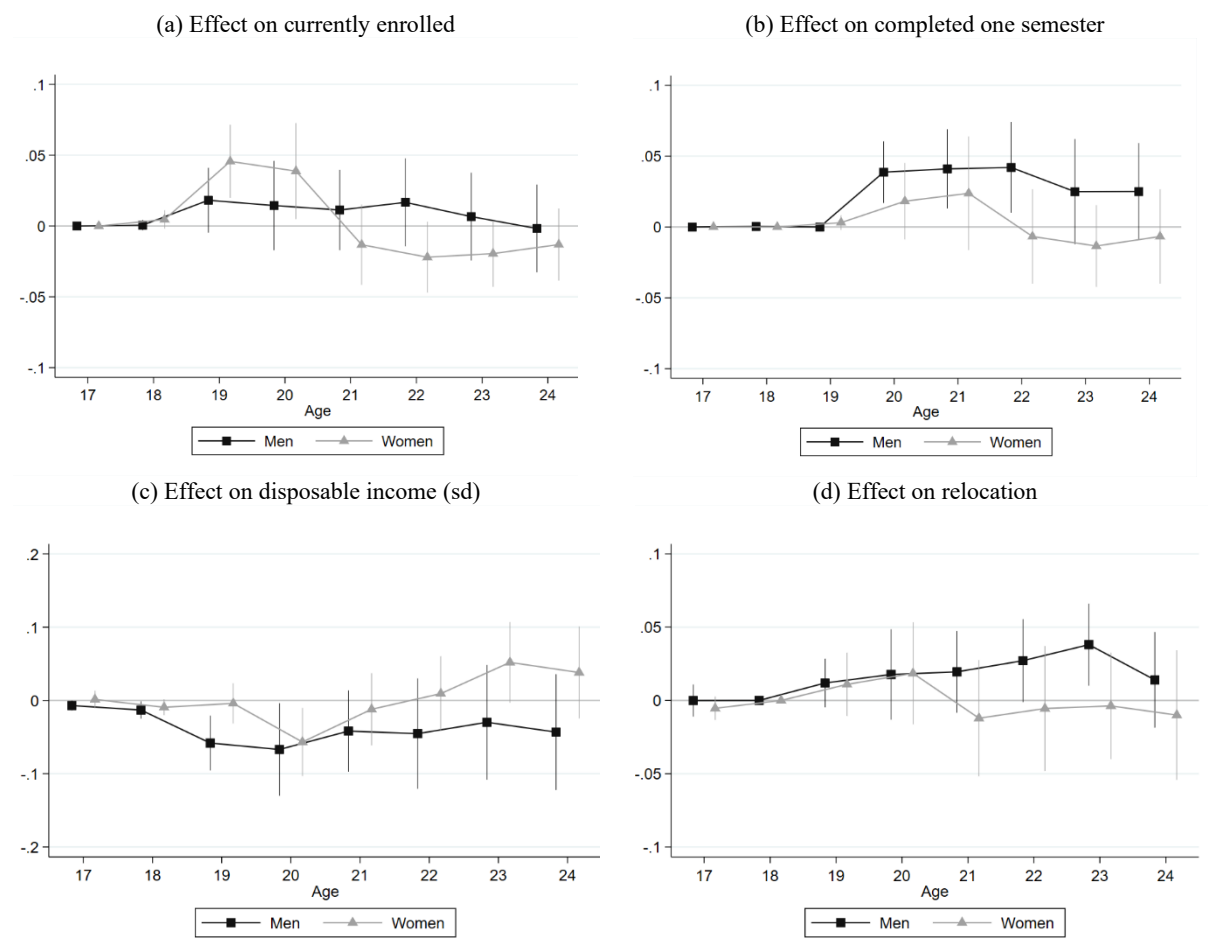 (a) Effect on currently enrolled
.1
.05
0
-.05
-.1
17 18 19 20 21 22 23 24
Age
Men Women
(b) Effect on completed one semester
.1
.05
0
-.05
-.1
17 18 19 20 21 22 23 24
Age
Men Women
(c) Effect on disposable income (sd)
.2
.1
0
-.1
-.2
17 18 19 20 21 22 23 24
Age
Men Women
(d) Effect on relocation
.1
.05
0
-.05
-.1
17 18 19 20 21 22 23 24
Age
Men Women